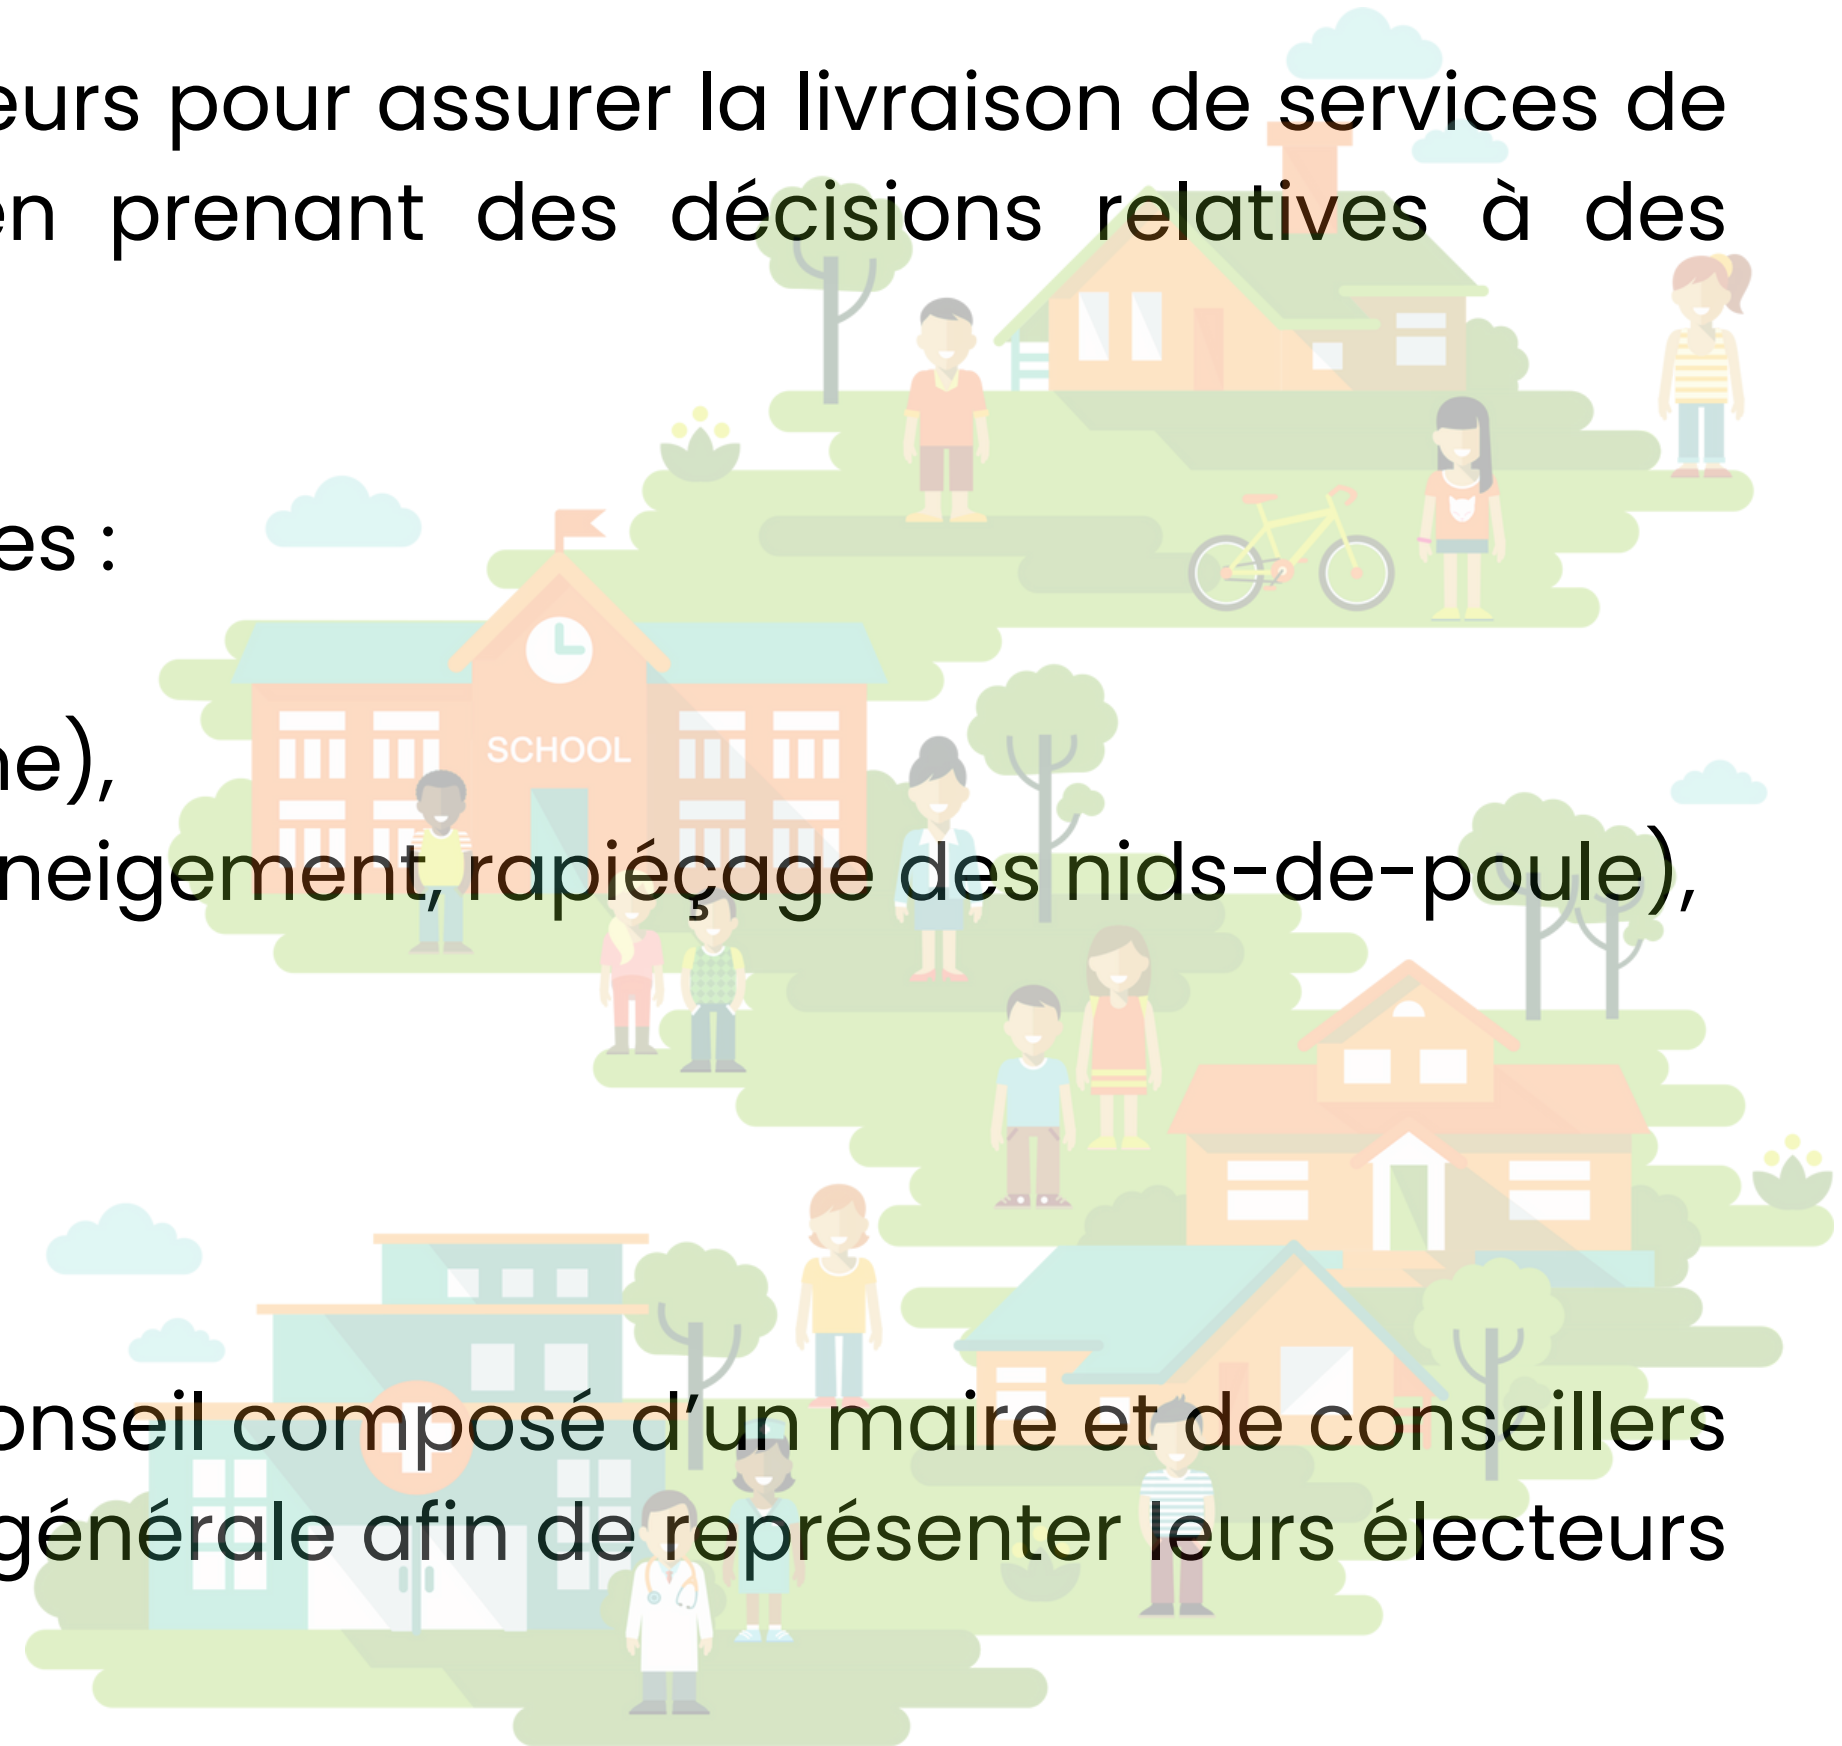 eurs pour assurer la livraison de services de
en prenant des décisions relatives à des
es :
SCHOOL
ne),
neigement, rapiéçage des nids-de-poule),
onseil composé d’un maire et de conseillers
générale afin de représenter leurs électeurs